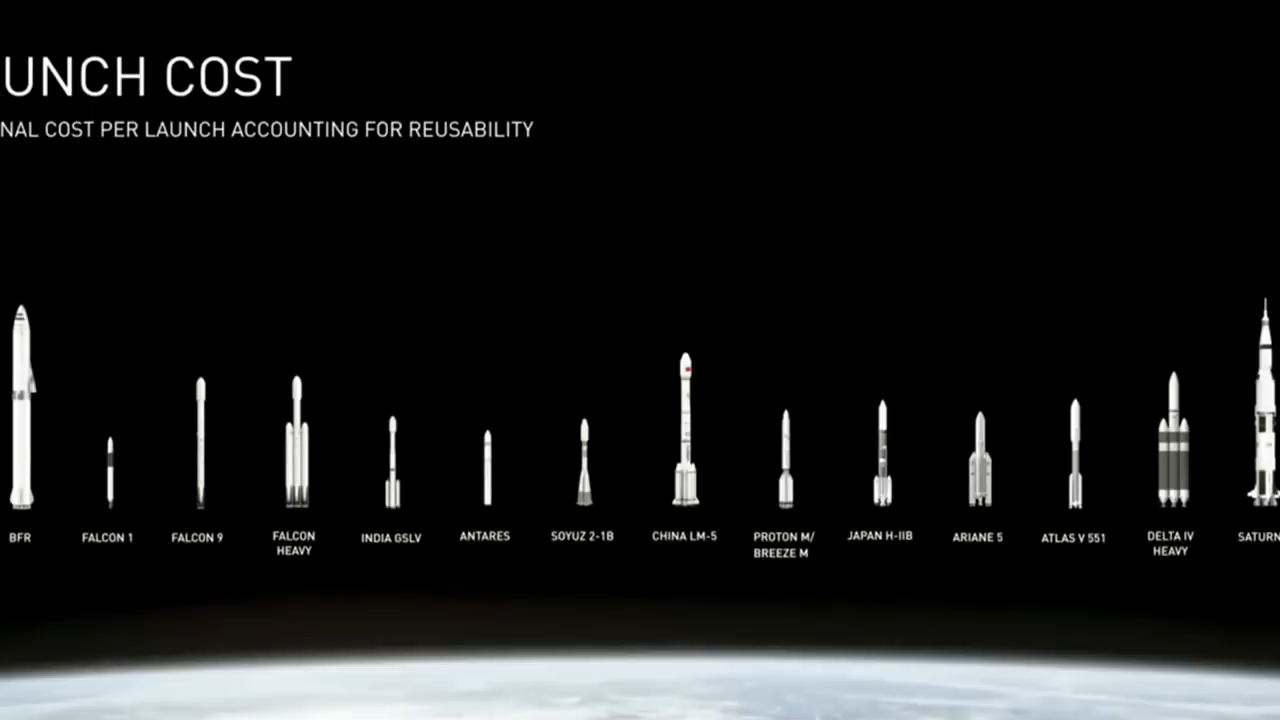 UNCH COST
NAL COST PER LAUNCH ACCOUNTING FOR REUSABILITY
BFR
FALCON 1
FALCON 9
FALCON
HEAVY
INDIA GSLV
ANTARES
SOYUZ 2-1B
CHINA LM-5
PROTON M/
BREEZE M
JAPAN H-IIB
ARIANE 5
ATLAS V 551
DELTA IV
HEAVY
SATURN